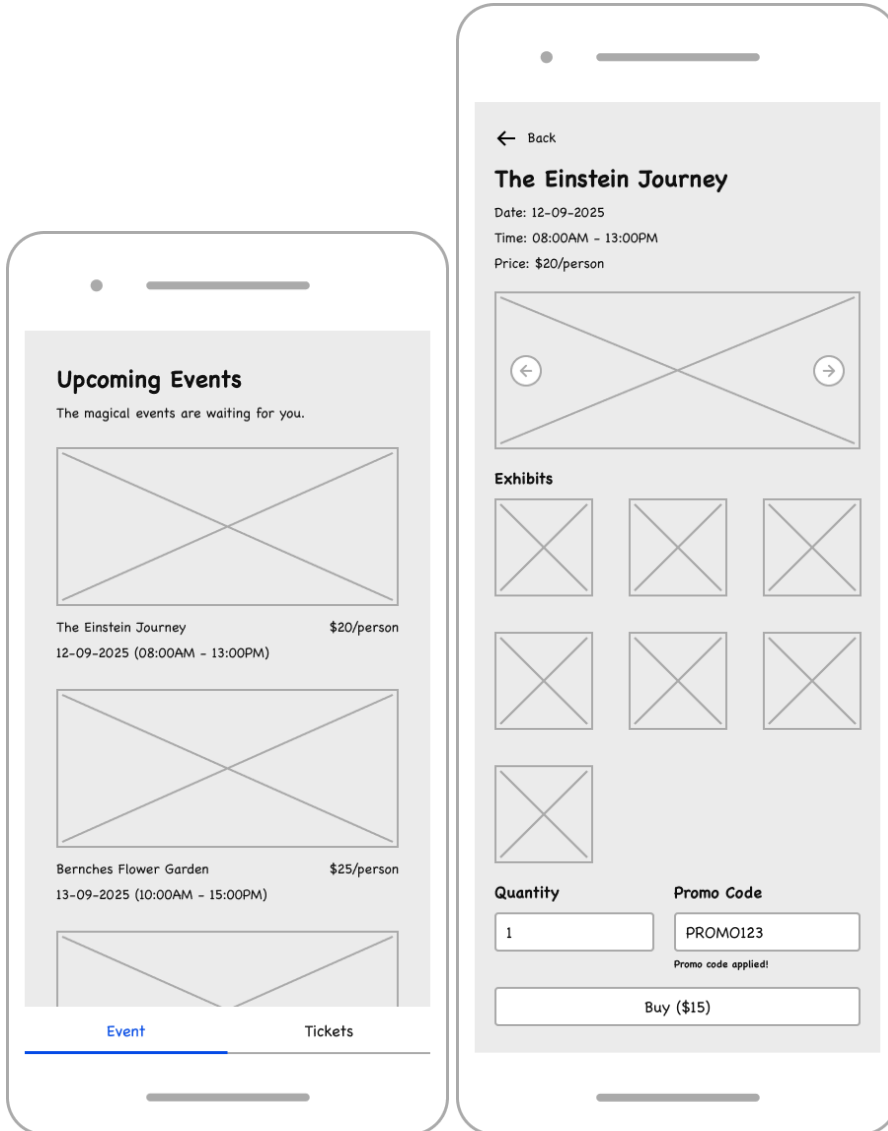 Upcoming Events
The magical events are waiting for you.
The Einstein Journey $20/person
12-09-2025 (08:00AM - 13:00PM)
Bernches Flower Garden $25/person
13-09-2025 (10:00AM - 15:00PM)
Event Tickets
Back
The Einstein Journey
Date: 12-09-2025
Time: 08:00AM - 13:00PM
Price: $20/person
Exhibits
Quantity Promo Code
1 PROMO123
Promo code applied!
Buy ($15)